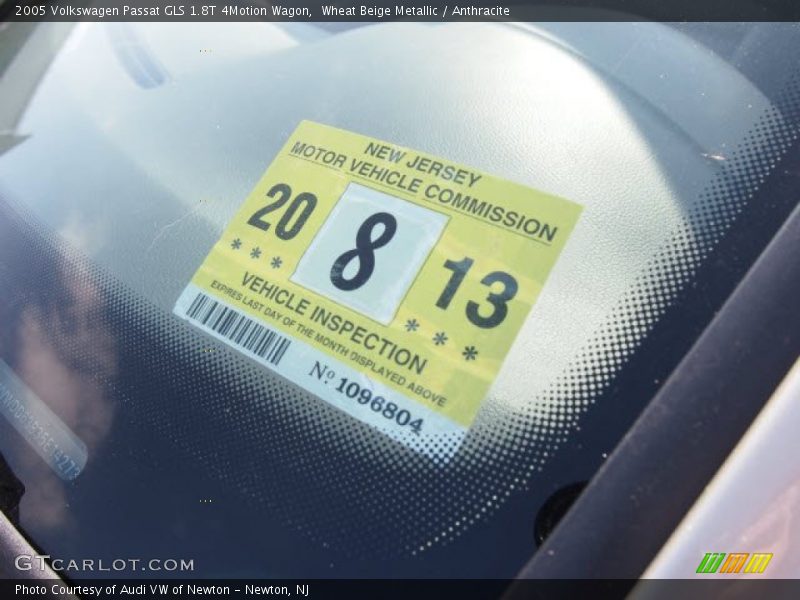 2005 Volkswagen Passat GLS 1.8T 4Motion Wagon,  Wheat Beige Metallic / Anthracite
NEW JERSEY
MOTOR VEHICLE COMMISSION
20 8 13
*** ***
VEHICLE INSPECTION
EXPIRES LAST DAY OF THE MONTH DISPLAYED ABOVE
Nº 1096804
GTCARLOT.COM
Photo Courtesy of Audi VW of Newton - Newton, NJ